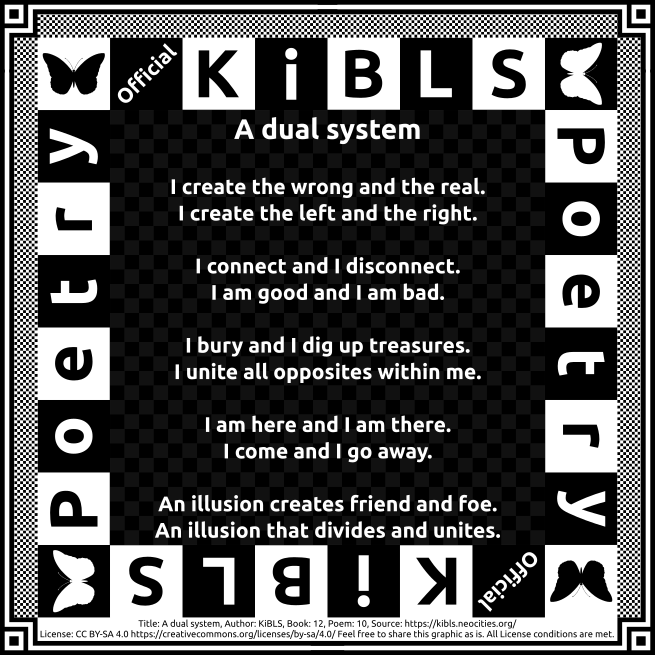 Official KiBLS
Poetry
Poetry
A dual system
I create the wrong and the real.
I create the left and the right.
I connect and I disconnect.
I am good and I am bad.
I bury and I dig up treasures.
I unite all opposites within me.
I am here and I am there.
I come and I go away.
An illusion creates friend and foe.
An illusion that divides and unites.
Official KiBLS
Title: A dual system, Author: KiBLS, Book: 12, Poem: 10, Source: https://kibls.neocities.org/
License: CC BY-SA 4.0 https://creativecommons.org/licenses/by-sa/4.0/ Feel free to share this graphic as is. All License conditions are met.